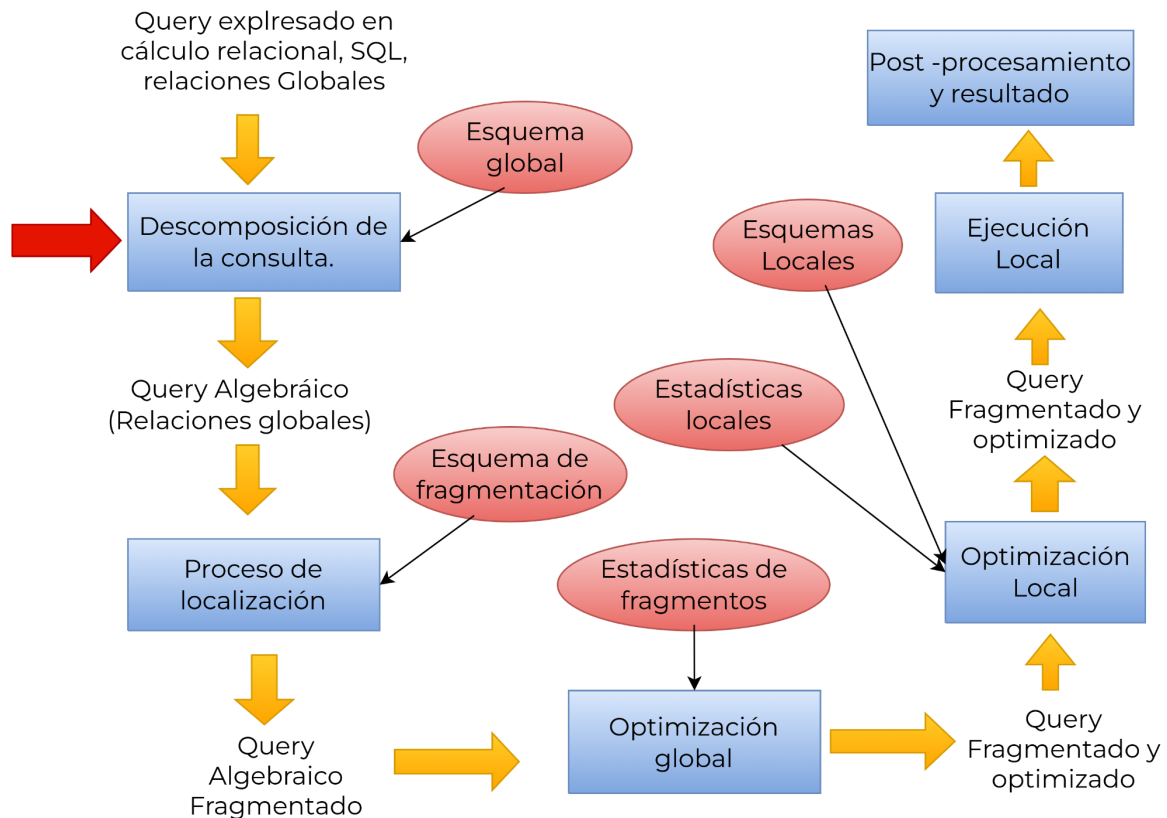 Query explresado en
cálculo relacional, SQL,
relaciones Globales
Esquema
global
Descomposición de
la consulta.
Query Algebráico
(Relaciones globales)
Esquema de
fragmentación
Proceso de
localización
Query
Algebraico
Fragmentado
Estadísticas de
fragmentos
Optimización
global
Query
Fragmentado y
optimizado
Esquemas
Locales
Estadísticas
locales
Optimización
Local
Query
Fragmentado y
optimizado
Ejecución
Local
Post -procesamiento
y resultado